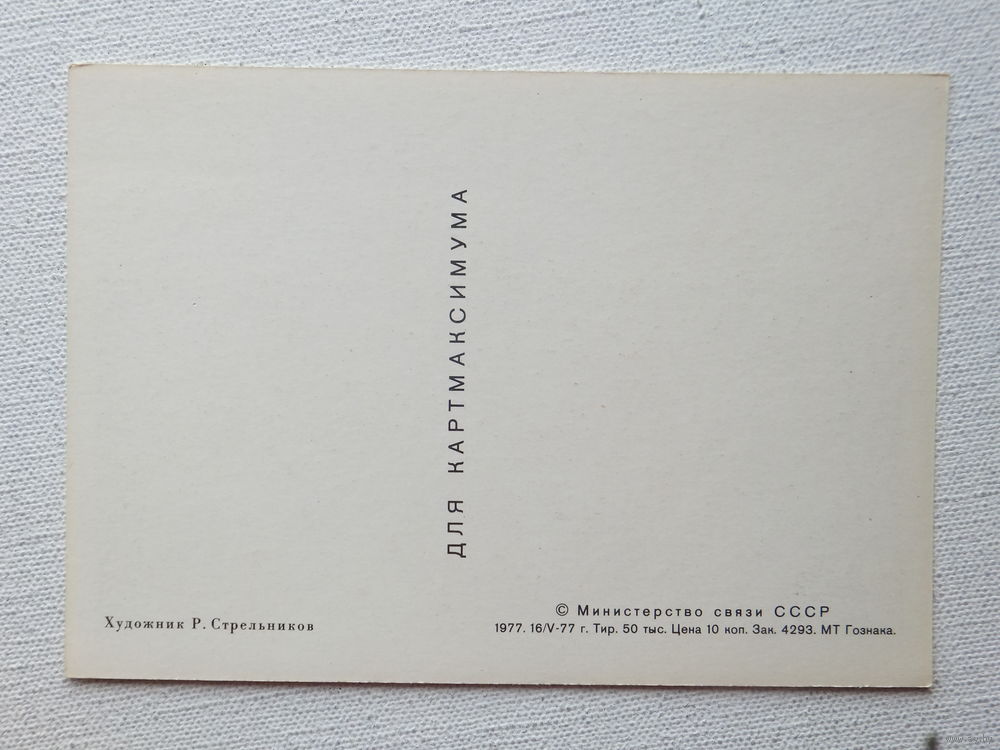 ДЛЯ КАРТМАКСИМУМА
Художник Р. Стрельников
© Министерство связи СССР
1977. 16/V-77 г. Тир. 50 тыс. Цена 10 коп. Зак. 4293. МТ Гознака.